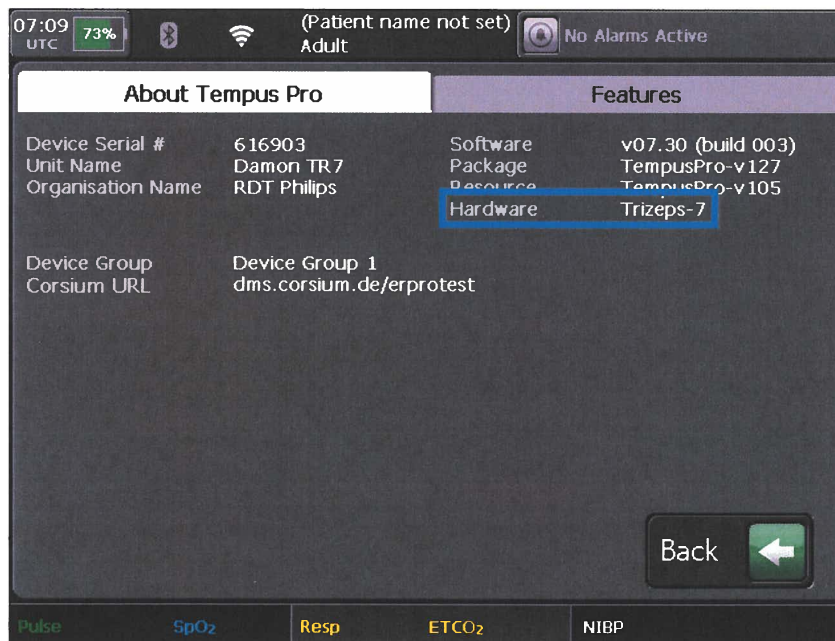 07:09
UTC
73%
(Patient name not set)
Adult
No Alarms Active
About Tempus Pro
Features
Device Serial # 616903
Unit Name Damon TR7
Organisation Name RDT Philips
Software v07.30 (build 003)
Package TempusPro-v127
Resource TempusPro-v105
Hardware Trizeps-7
Device Group Device Group 1
Corsium URL dms.corsium.de/erprotest
Back
Pulse SpO₂ Resp ETCO₂ NIBP